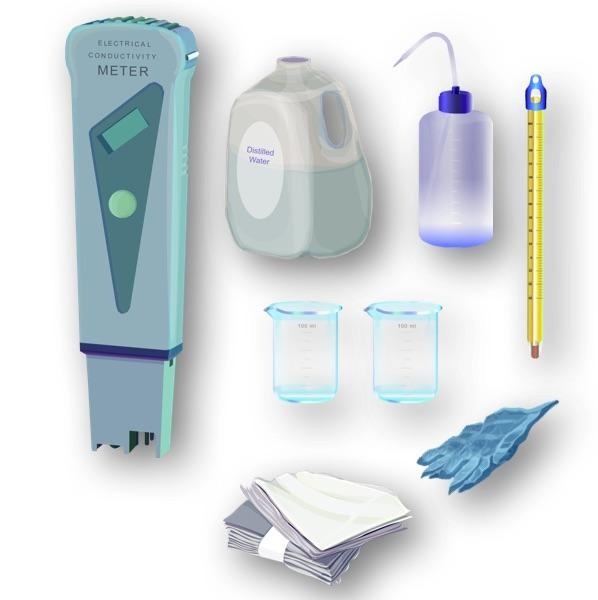 ELECTRICAL
CONDUCTIVITY
METER
Distilled
Water
100 ml
100 ml